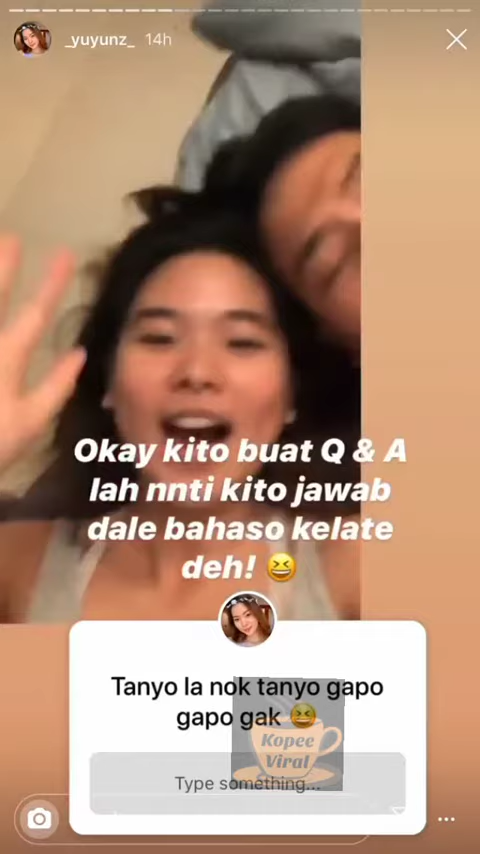 _yuyunz_ 14h
Okay kito buat Q & A
lah nnti kito jawab
dale bahaso kelate
deh! 😆
Tanyo la nok tanyo gapo
gapo gak 😆
Kopee
Viral
Type something...